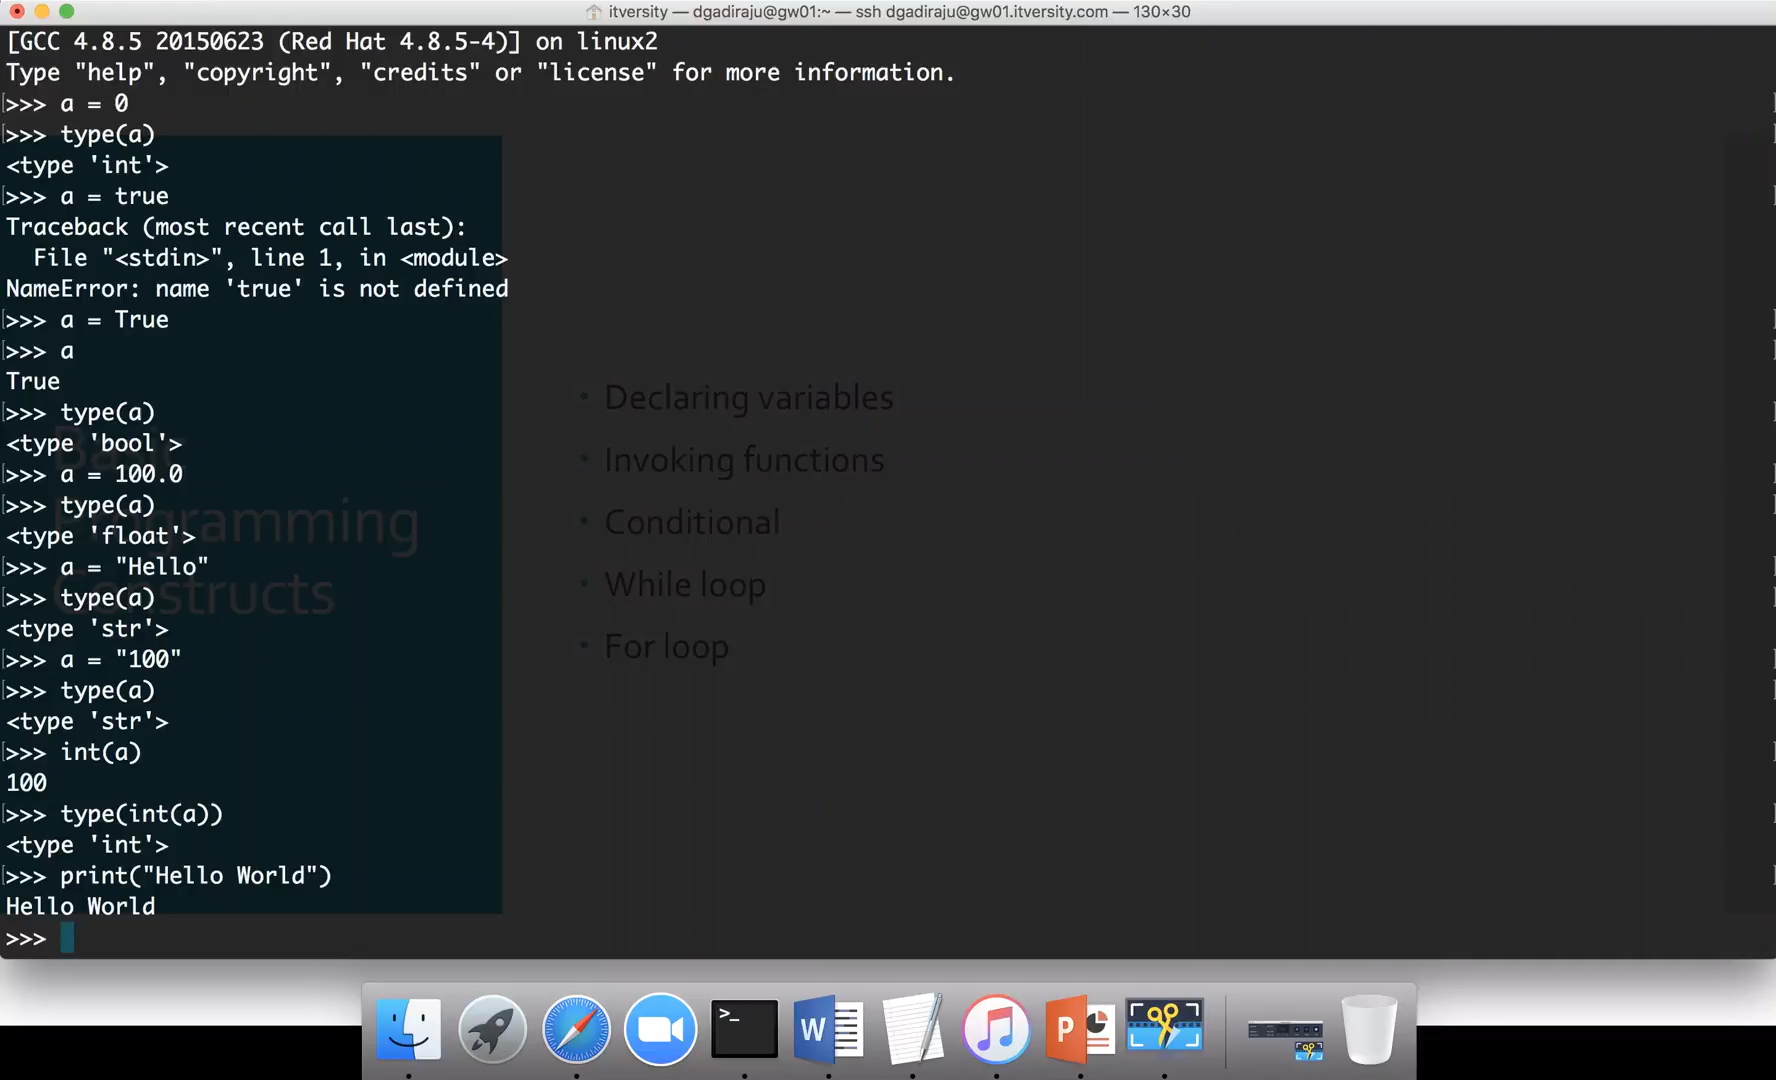 itversity — dgadiraju@gw01:~ — ssh dgadiraju@gw01.itversity.com — 130×30
[GCC 4.8.5 20150623 (Red Hat 4.8.5-4)] on linux2
Type "help", "copyright", "credits" or "license" for more information.
[>>> a = 0 ]
[>>> type(a) ]
<type 'int'>
[>>> a = true ]
Traceback (most recent call last):
  File "<stdin>", line 1, in <module>
NameError: name 'true' is not defined
[>>> a = True ]
[>>> a ]
True
[>>> type(a) ]
<type 'bool'>
[>>> a = 100.0 ]
[>>> type(a) ]
<type 'float'>
[>>> a = "Hello" ]
[>>> type(a) ]
<type 'str'>
[>>> a = "100" ]
[>>> type(a) ]
<type 'str'>
[>>> int(a) ]
100
[>>> type(int(a)) ]
<type 'int'>
[>>> print("Hello World") ]
Hello World
>>>
Basic
Programming
Constructs
• Declaring variables
• Invoking functions
• Conditional
• While loop
• For loop
>_
W
P